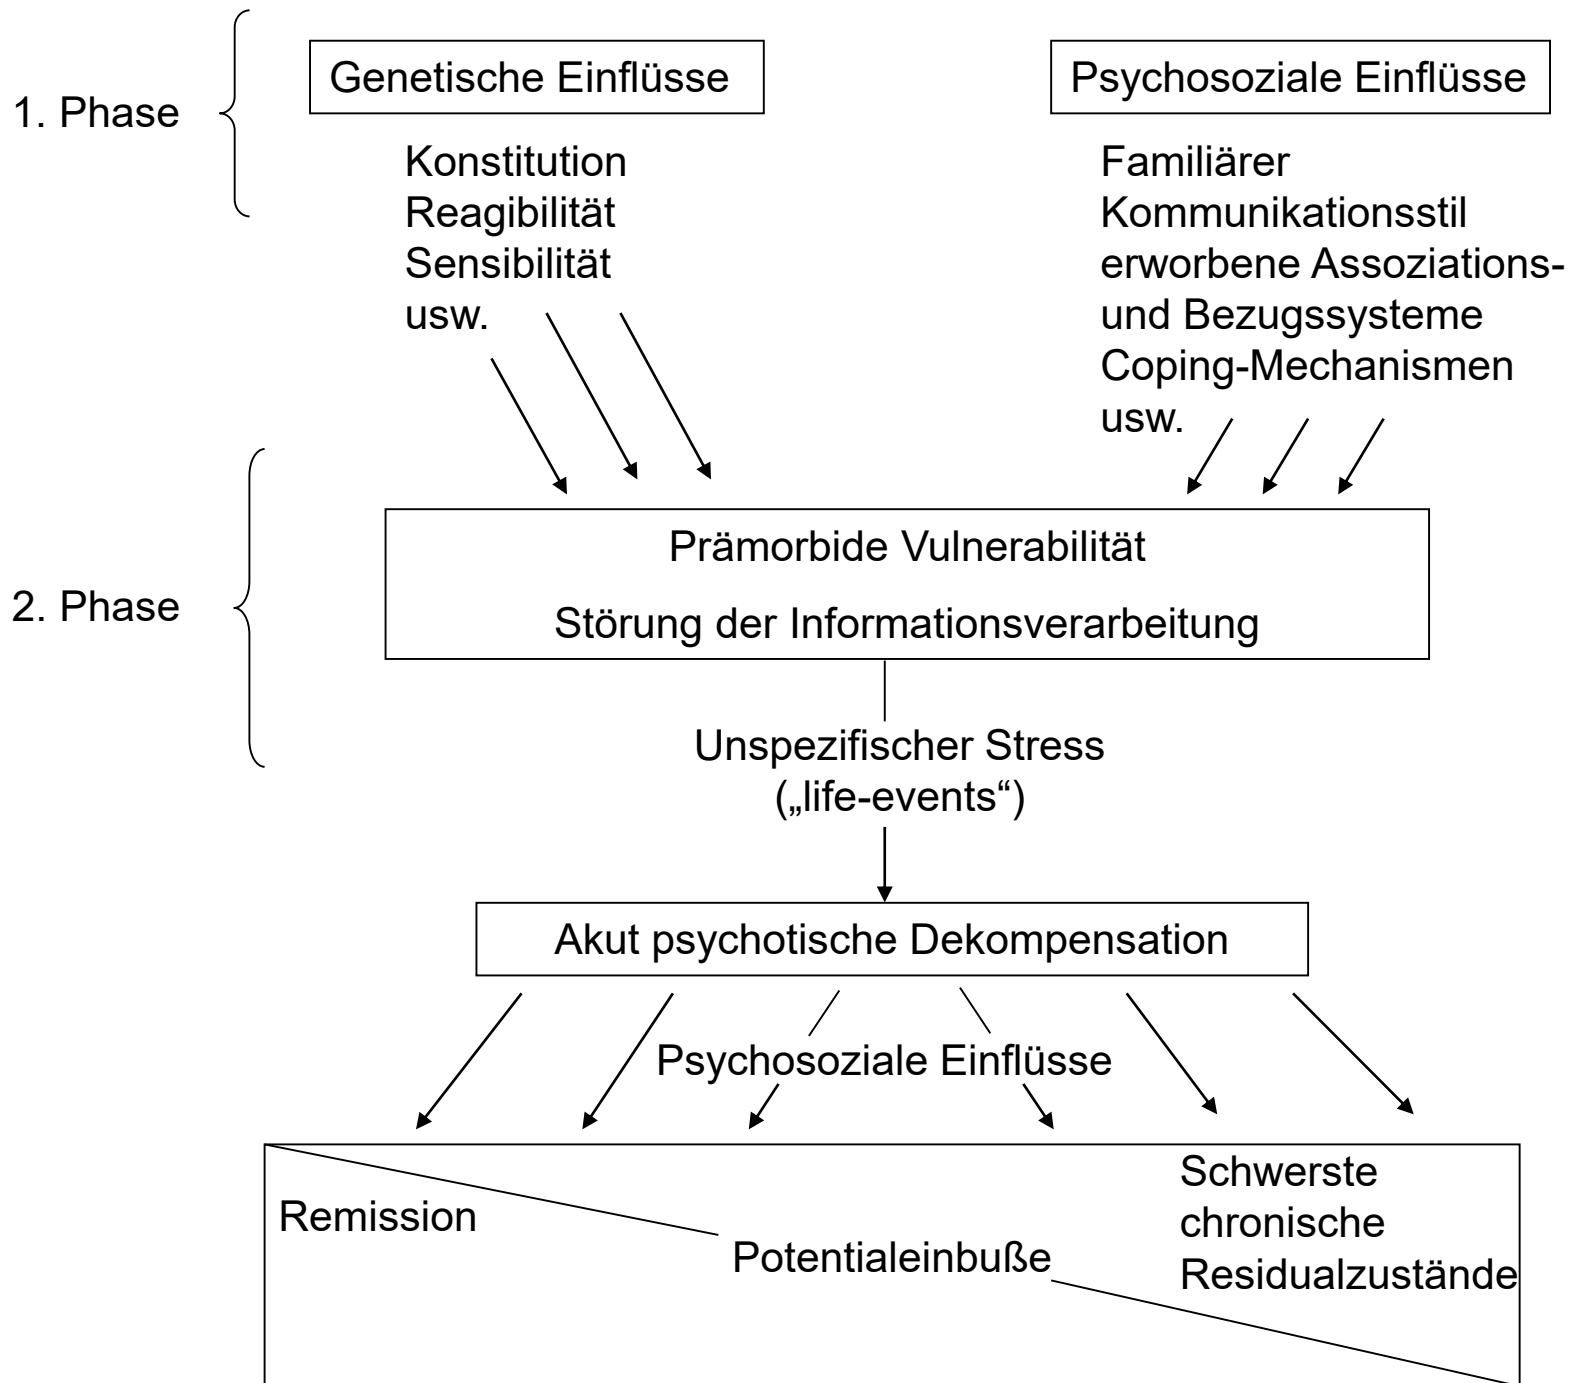 1. Phase
Genetische Einflüsse
Konstitution
Reagibilität
Sensibilität
usw.
Psychosoziale Einflüsse
Familiärer
Kommunikationsstil
erworbene Assoziations-
und Bezugssysteme
Coping-Mechanismen
usw.
2. Phase
Prämorbide Vulnerabilität
Störung der Informationsverarbeitung
Unspezifischer Stress
(„life-events“)
Akut psychotische Dekompensation
Psychosoziale Einflüsse
Remission
Potentialeinbuße
Schwerste
chronische
Residualzustände